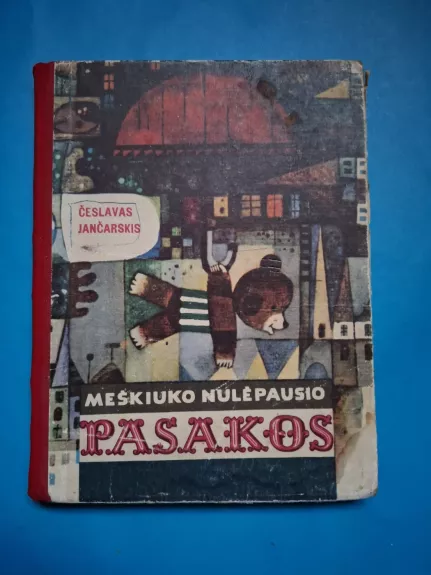 ČESLAVAS
JANČARSKIS
MEŠKIUKO NULĖPAUSIO
PASAKOS